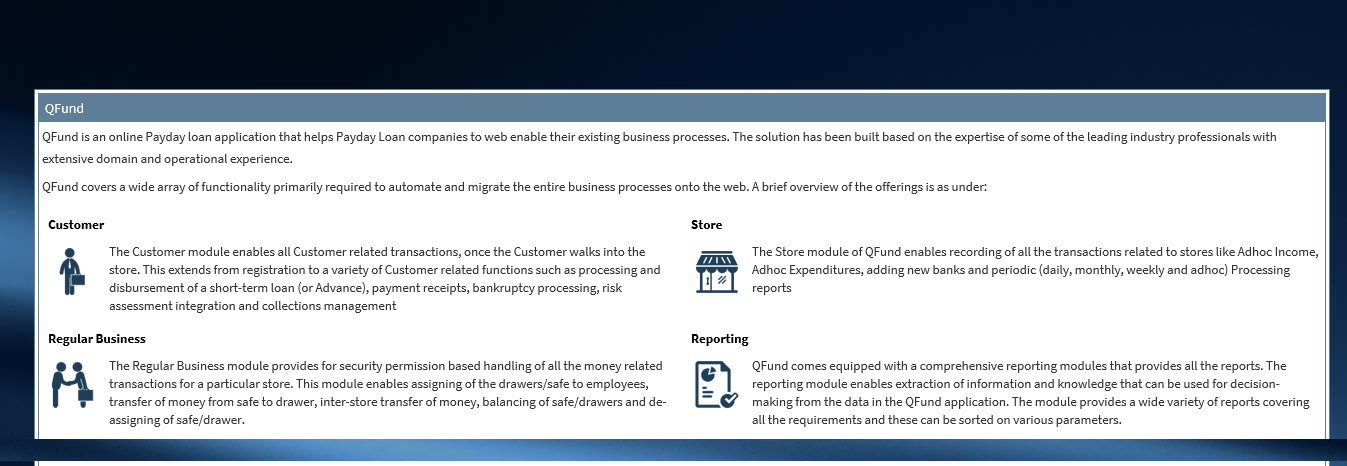 QFund
QFund is an online Payday loan application that helps Payday Loan companies to web enable their existing business processes. The solution has been built based on the expertise of some of the leading industry professionals with
extensive domain and operational experience.
QFund covers a wide array of functionality primarily required to automate and migrate the entire business processes onto the web. A brief overview of the offerings is as under:
Customer
The Customer module enables all Customer related transactions, once the Customer walks into the
store. This extends from registration to a variety of Customer related functions such as processing and
disbursement of a short-term loan (or Advance), payment receipts, bankruptcy processing, risk
assessment integration and collections management
Store
The Store module of QFund enables recording of all the transactions related to stores like Adhoc Income,
Adhoc Expenditures, adding new banks and periodic (daily, monthly, weekly and adhoc) Processing
reports
Regular Business
The Regular Business module provides for security permission based handling of all the money related
transactions for a particular store. This module enables assigning of the drawers/safe to employees,
transfer of money from safe to drawer, inter-store transfer of money, balancing of safe/drawers and de-
assigning of safe/drawer.
Reporting
QFund comes equipped with a comprehensive reporting modules that provides all the reports. The
reporting module enables extraction of information and knowledge that can be used for decision-
making from the data in the QFund application. The module provides a wide variety of reports covering
all the requirements and these can be sorted on various parameters.